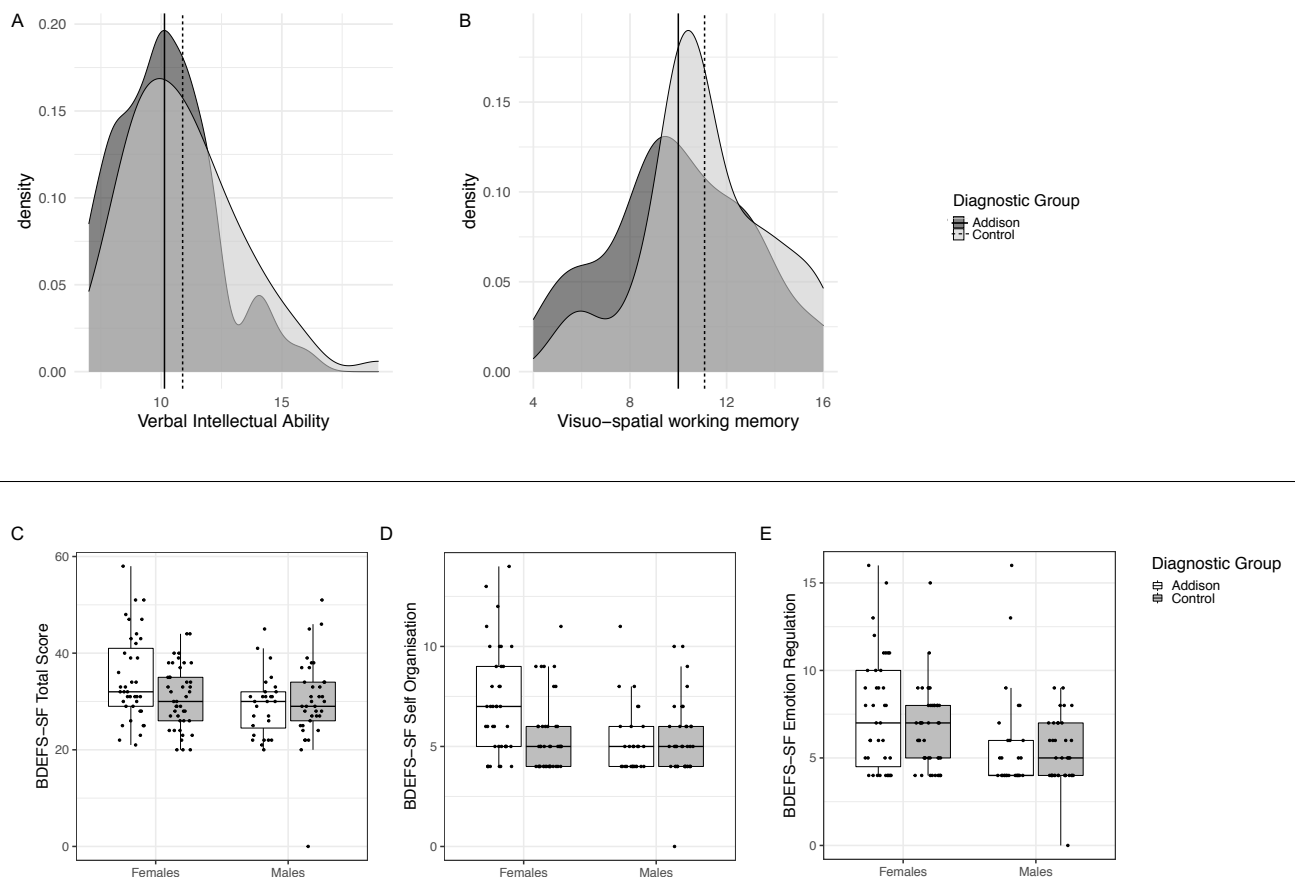 A
B
0.20
0.15
0.10
0.05
0.00
density
10
15
Verbal Intellectual Ability
0.15
0.10
0.05
0.00
density
4
8
12
16
Visuo−spatial working memory
Diagnostic Group
Addison
Control
C
D
E
60
40
20
0
BDEFS−SF Total Score
Females
Males
10
5
0
BDEFS−SF Self Organisation
Females
Males
15
10
5
0
BDEFS−SF Emotion Regulation
Females
Males
Diagnostic Group
Addison
Control